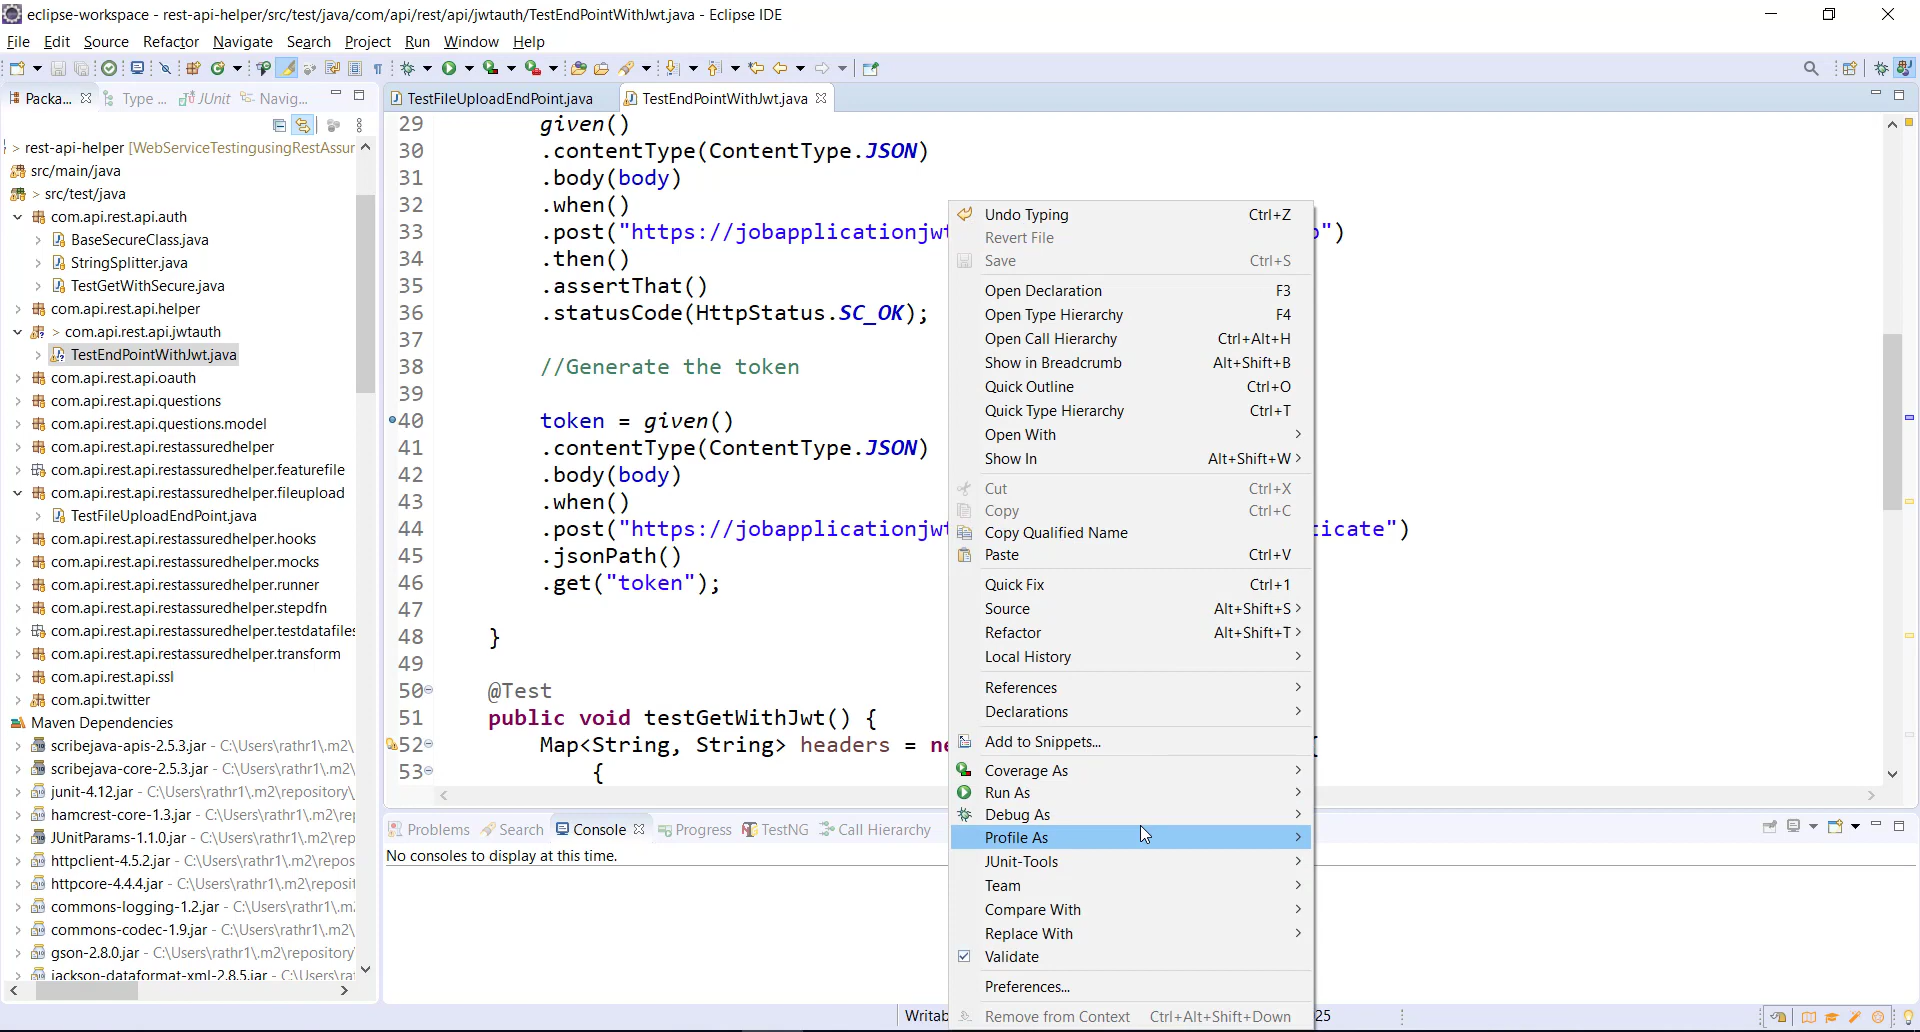 eclipse-workspace - rest-api-helper/src/test/java/com/api/rest/api/jwtauth/TestEndPointWithJwt.java - Eclipse IDE
File Edit Source Refactor Navigate Search Project Run Window Help
Packa... Type ... JUnit Navig...
TestFileUploadEndPoint.java TestEndPointWithJwt.java
> rest-api-helper [WebServiceTestingusingRestAssur
src/main/java
> src/test/java
com.api.rest.api.auth
BaseSecureClass.java
StringSplitter.java
TestGetWithSecure.java
com.api.rest.api.helper
> com.api.rest.api.jwtauth
TestEndPointWithJwt.java
com.api.rest.api.oauth
com.api.rest.api.questions
com.api.rest.api.questions.model
com.api.rest.api.restassuredhelper
com.api.rest.api.restassuredhelper.featurefile
com.api.rest.api.restassuredhelper.fileupload
TestFileUploadEndPoint.java
com.api.rest.api.restassuredhelper.hooks
com.api.rest.api.restassuredhelper.mocks
com.api.rest.api.restassuredhelper.runner
com.api.rest.api.restassuredhelper.stepdfn
com.api.rest.api.restassuredhelper.testdatafiles
com.api.rest.api.restassuredhelper.transform
com.api.rest.api.ssl
com.api.twitter
Maven Dependencies
scribejava-apis-2.5.3.jar - C:\Users\rathr1\.m2\
scribejava-core-2.5.3.jar - C:\Users\rathr1\.m2\
junit-4.12.jar - C:\Users\rathr1\.m2\repository\
hamcrest-core-1.3.jar - C:\Users\rathr1\.m2\rep
JUnitParams-1.1.0.jar - C:\Users\rathr1\.m2\rep
httpclient-4.5.2.jar - C:\Users\rathr1\.m2\repos
httpcore-4.4.4.jar - C:\Users\rathr1\.m2\reposit
commons-logging-1.2.jar - C:\Users\rathr1\.m.
commons-codec-1.9.jar - C:\Users\rathr1\.m2\
gson-2.8.0.jar - C:\Users\rathr1\.m2\repository
jackson-dataformat-xml-2.8.5.jar - C:\Users\rat
29 given()
30 .contentType(ContentType.JSON)
31 .body(body)
32 .when()
33 .post("https://jobapplicationjw ")
34 .then()
35 .assertThat()
36 .statusCode(HttpStatus.SC_OK);
37
38 //Generate the token
39
40 token = given()
41 .contentType(ContentType.JSON)
42 .body(body)
43 .when()
44 .post("https://jobapplicationjw icate")
45 .jsonPath()
46 .get("token");
47
48 }
49
50 @Test
51 public void testGetWithJwt() {
52 Map<String, String> headers = ne {
53 {
Undo Typing Ctrl+Z
Revert File
Save Ctrl+S
Open Declaration F3
Open Type Hierarchy F4
Open Call Hierarchy Ctrl+Alt+H
Show in Breadcrumb Alt+Shift+B
Quick Outline Ctrl+O
Quick Type Hierarchy Ctrl+T
Open With
Show In Alt+Shift+W
Cut Ctrl+X
Copy Ctrl+C
Copy Qualified Name
Paste Ctrl+V
Quick Fix Ctrl+1
Source Alt+Shift+S
Refactor Alt+Shift+T
Local History
References
Declarations
Add to Snippets...
Coverage As
Run As
Debug As
Profile As
JUnit-Tools
Team
Compare With
Replace With
Validate
Preferences...
Remove from Context Ctrl+Alt+Shift+Down
Problems Search Console Progress TestNG Call Hierarchy
No consoles to display at this time.
Writab 25